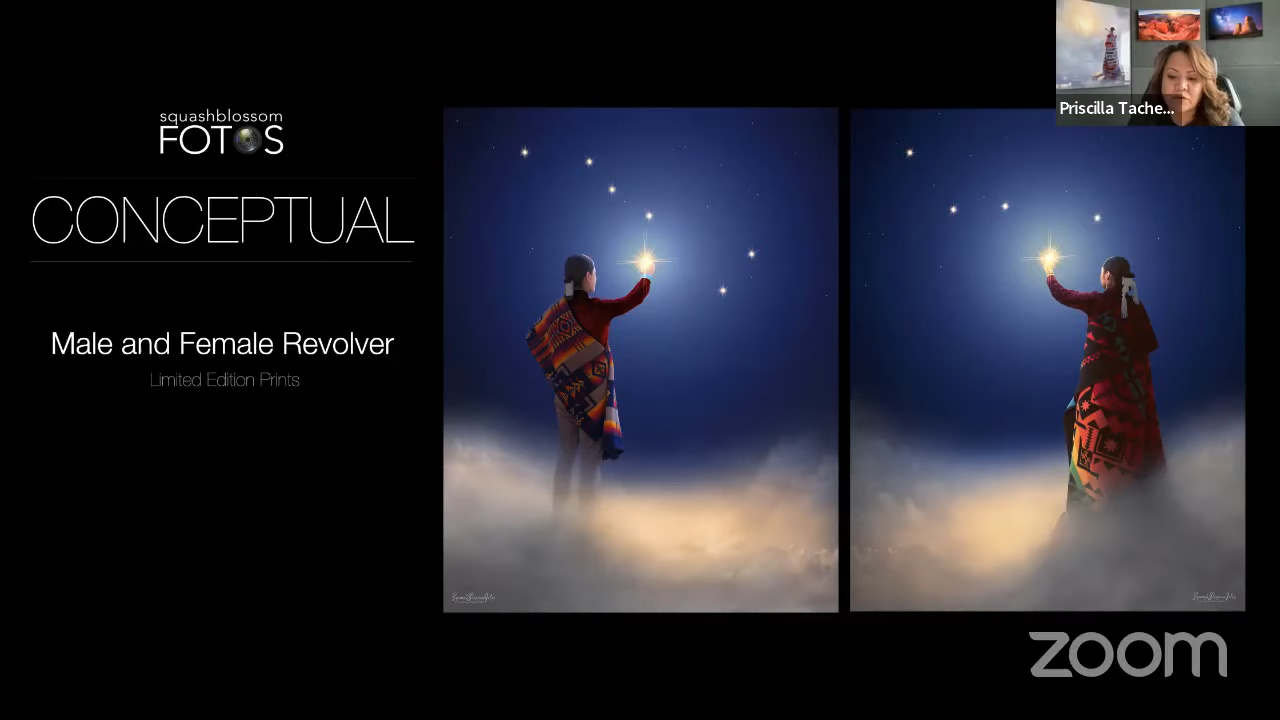 squashblossom
FOTOS
CONCEPTUAL
Male and Female Revolver
Limited Edition Prints
Priscilla Tache...
zoom